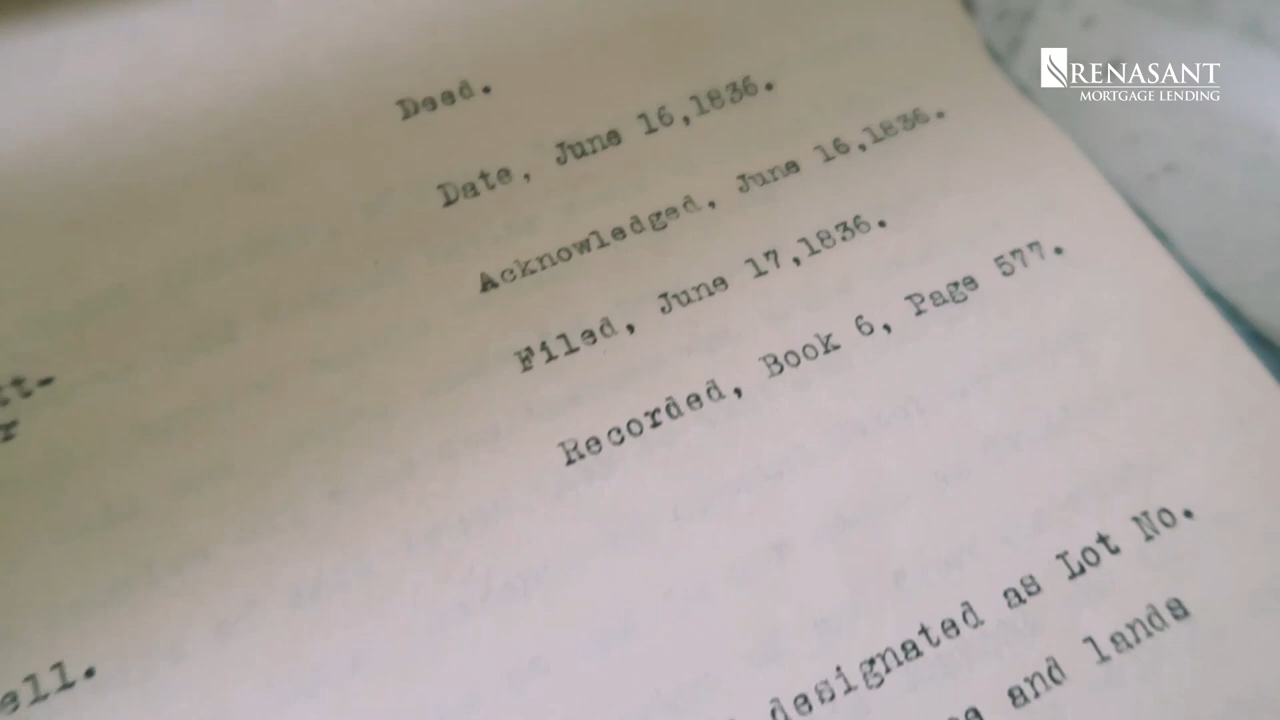 RENASANT
MORTGAGE LENDING
Deed.
Date, June 16,1836.
Acknowledged, June 16,1836.
Filed, June 17,1836.
Recorded, Book 6, Page 577.
designated as Lot No.
and lands